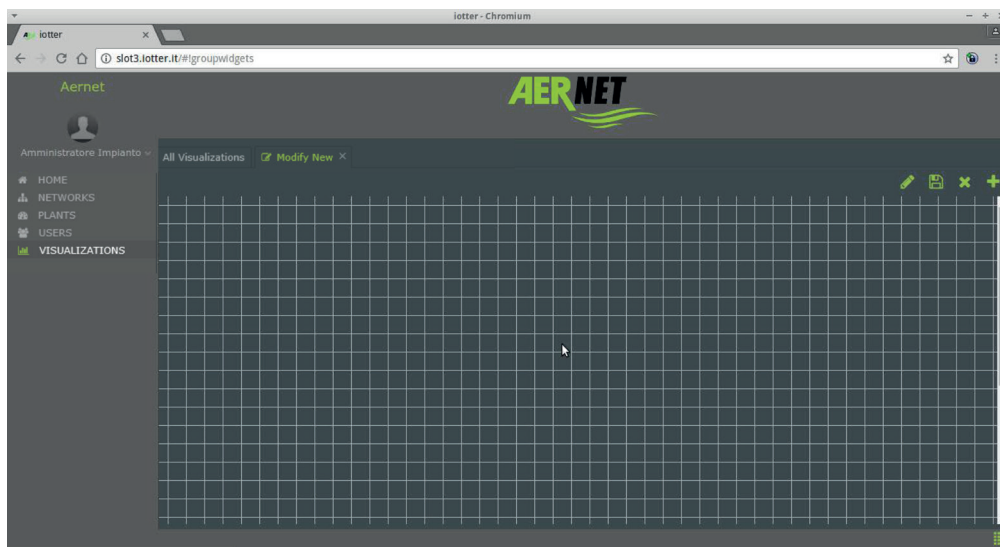 iotter - Chromium
iotter
slot3.iotter.it/#!groupwidgets
Aernet
AERNET
Amministratore Impianto
All Visualizations
Modify New
HOME
NETWORKS
PLANTS
USERS
VISUALIZATIONS